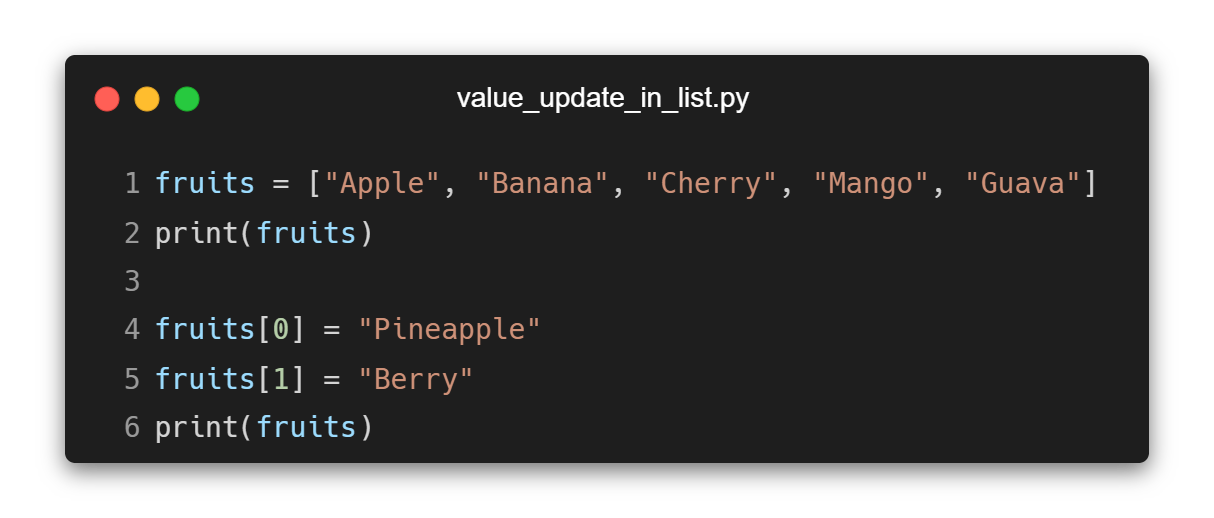 value_update_in_list.py
1 fruits = ["Apple", "Banana", "Cherry", "Mango", "Guava"]
2 print(fruits)
3
4 fruits[0] = "Pineapple"
5 fruits[1] = "Berry"
6 print(fruits)